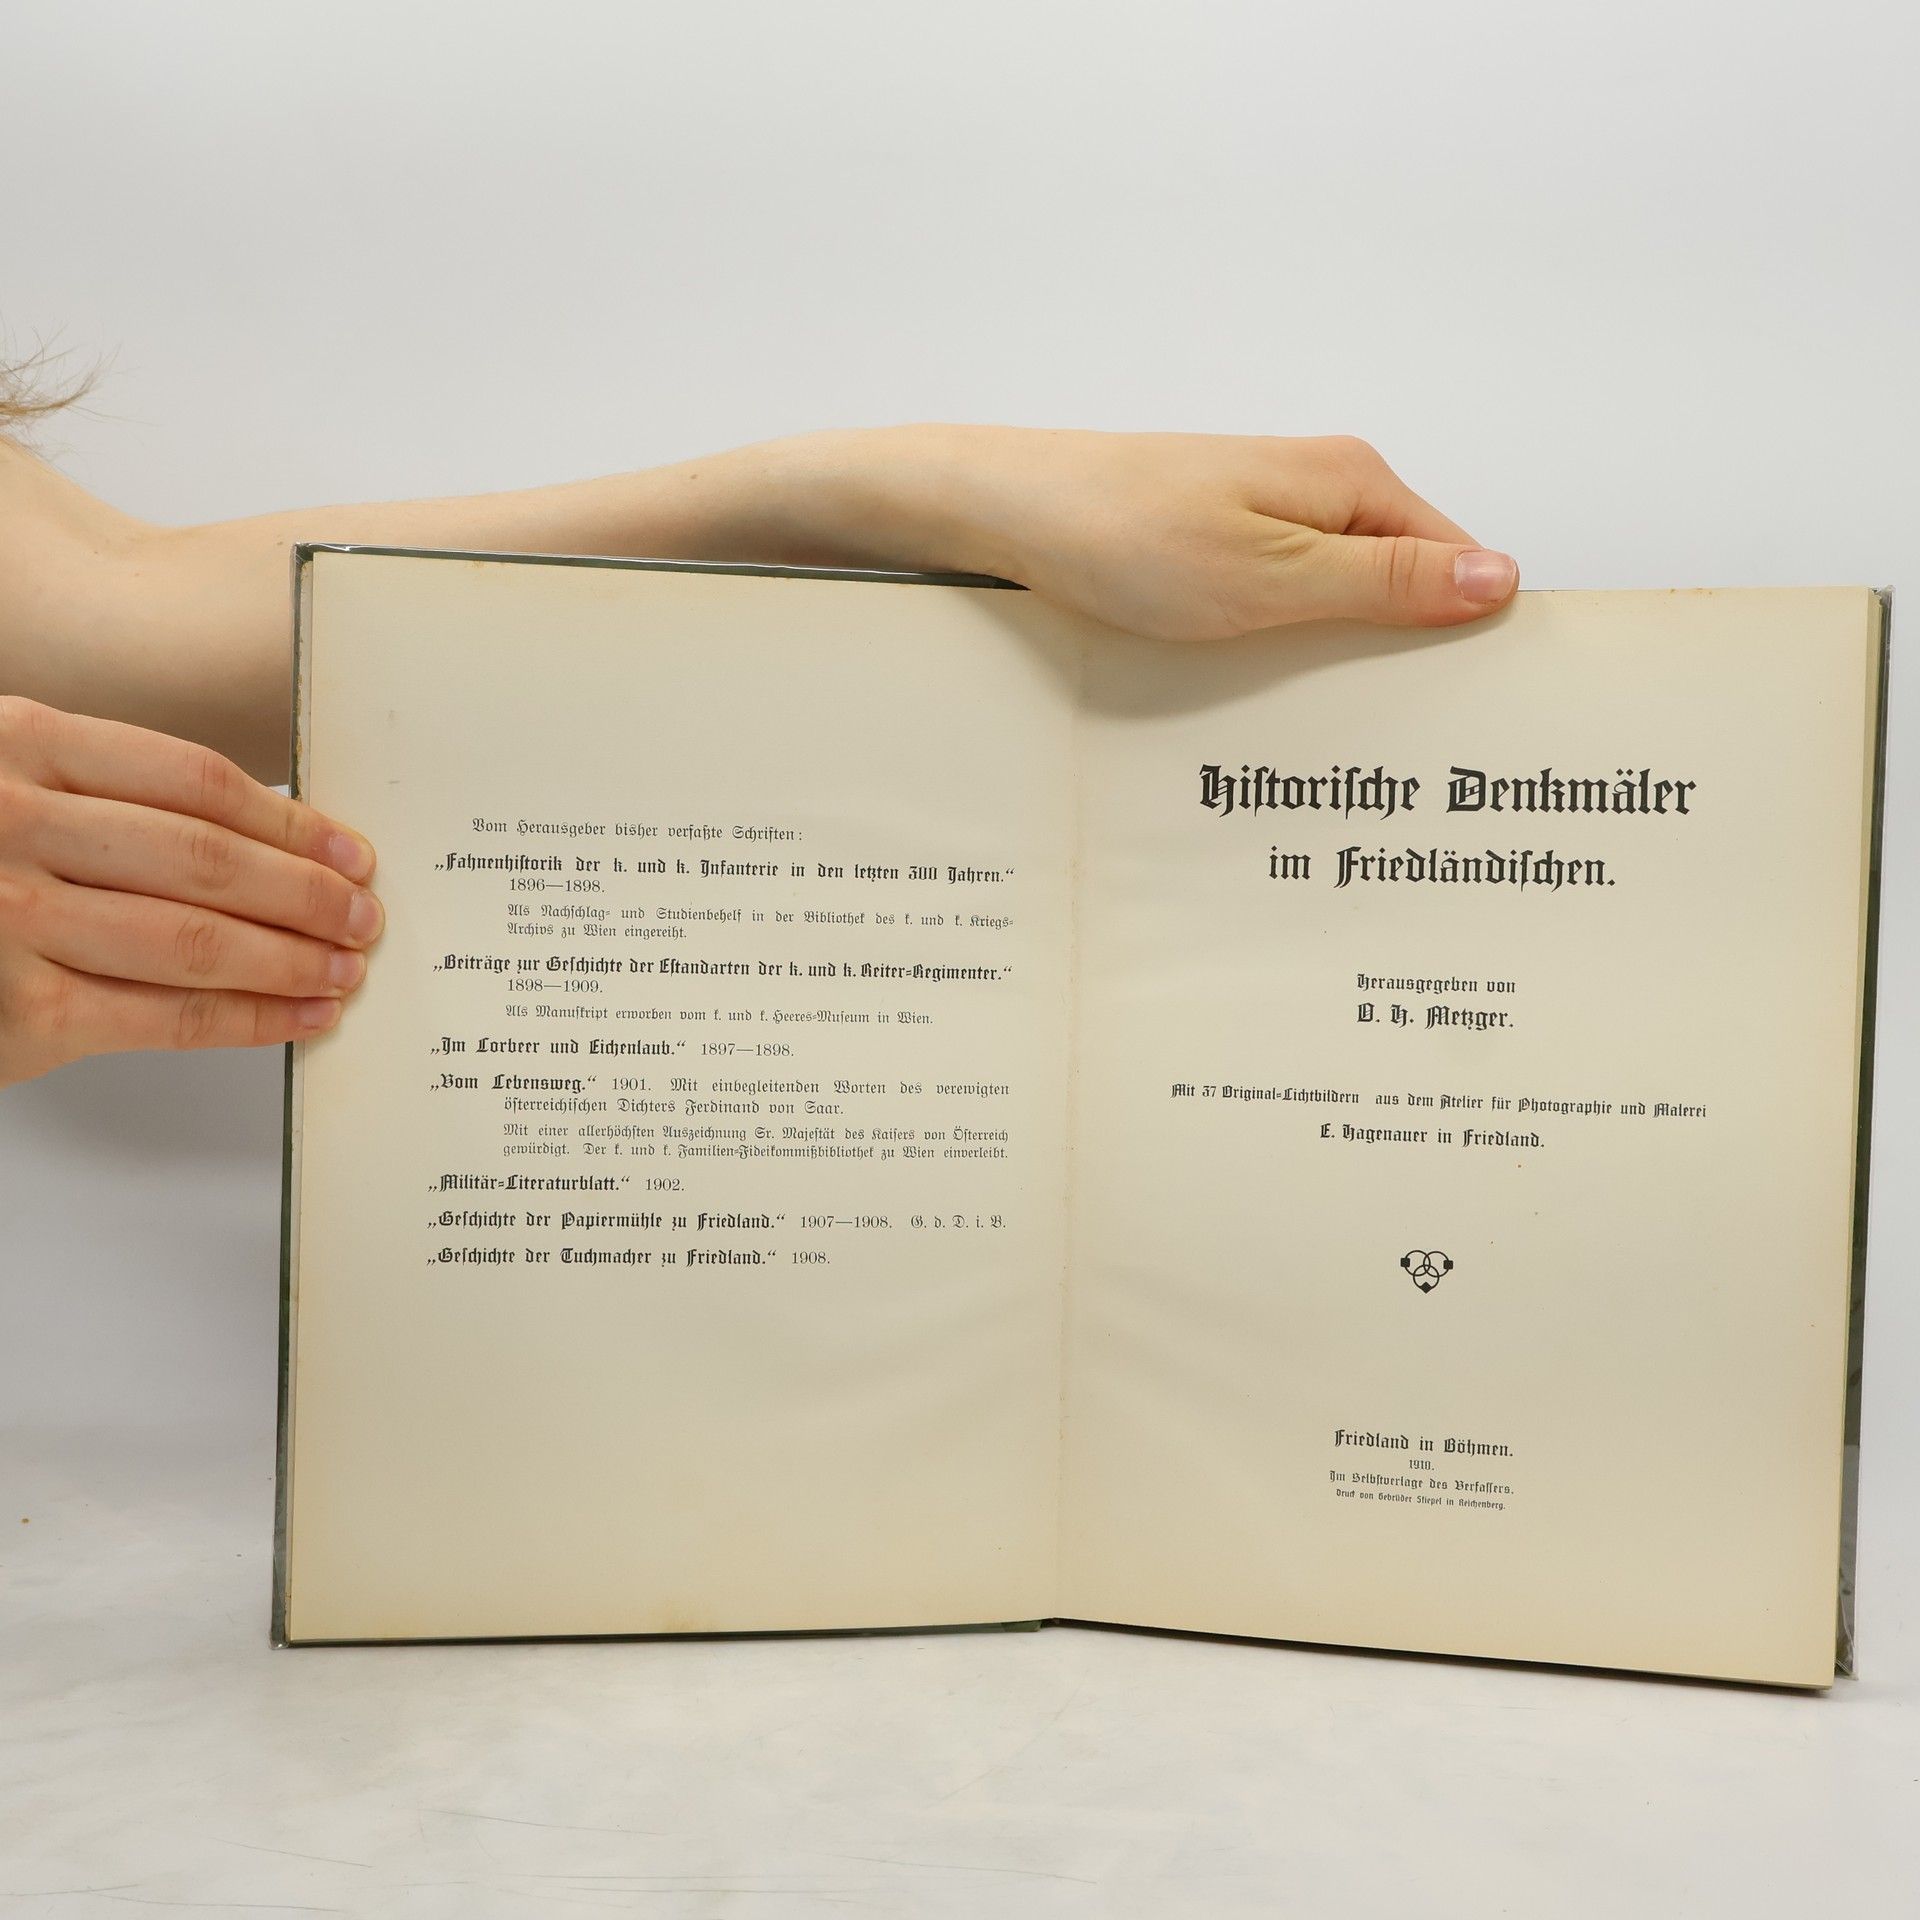 Vom Herausgeber bisher verfaßte Schriften:
„Fahnenhistorik der k. und k. Infanterie in den letzten 300 Jahren.“
1896—1898.
Als Nachschlag- und Studienbehelf in der Bibliothek des k. und k. Kriegs-
Archivs zu Wien eingereiht.
„Beiträge zur Geschichte der Estandarten der k. und k. Reiter-Regimenter.“
1898—1909.
Als Manuskript erworben vom k. und k. Heeres-Museum in Wien.
„Im Lorbeer und Eichenlaub.“ 1897—1898.
„Vom Lebensweg.“ 1901. Mit einbegleitenden Worten des verewigten
österreichischen Dichters Ferdinand von Saar.
Mit einer allerhöchsten Auszeichnung Sr. Majestät des Kaisers von Österreich
gewürdigt. Der k. und k. Familien-Fideikommißbibliothek zu Wien einverleibt.
„Militär-Literaturblatt.“ 1902.
„Geschichte der Papiermühle zu Friedland.“ 1907—1908. G. d. D. i. B.
„Geschichte der Tuchmacher zu Friedland.“ 1908.
Historische Denkmäler
im Friedländischen.
Herausgegeben von
O. H. Metzger.
Mit 37 Original-Lichtbildern aus dem Atelier für Photographie und Malerei
E. Hagenauer in Friedland.
Friedland in Böhmen.
1910.
Im Selbstverlage des Verfassers.
Druck von Gebrüder Stiepel in Reichenberg.